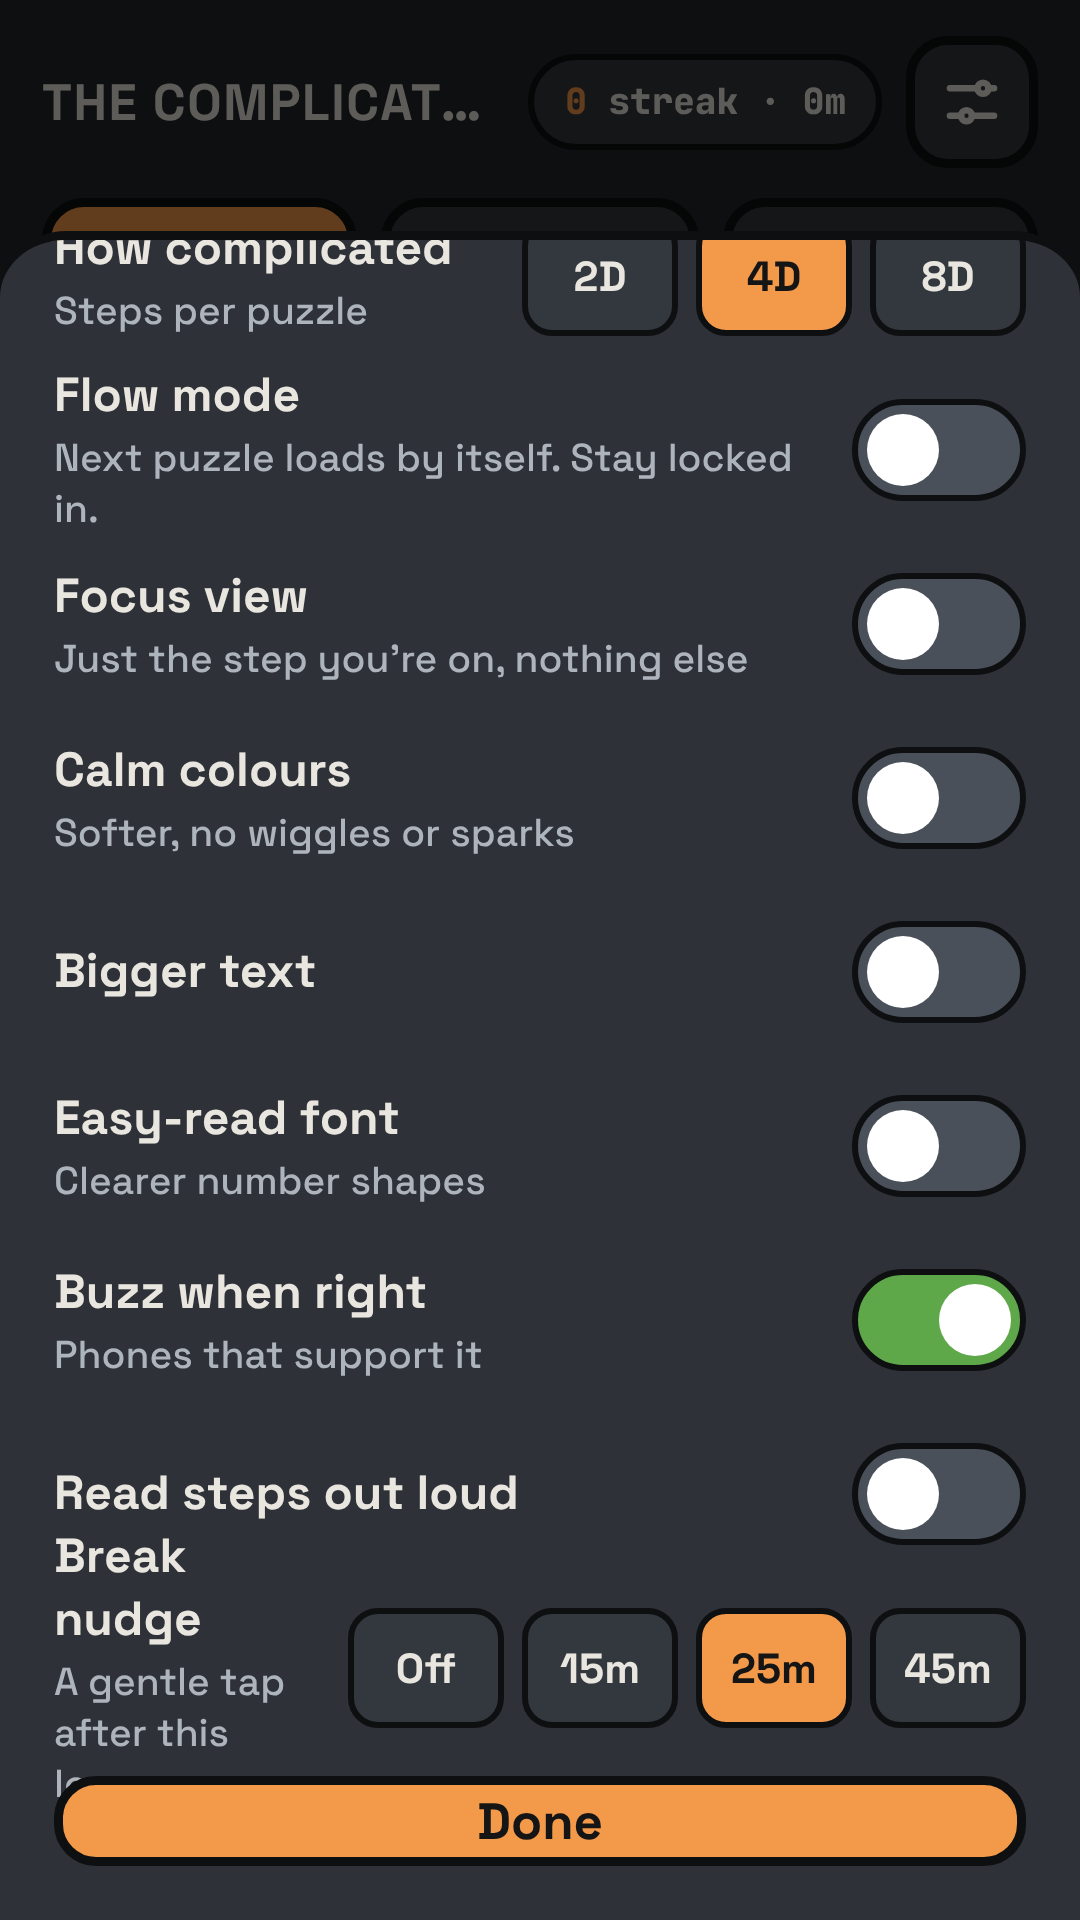 THE COMPLICAT...
0 streak · 0m
How complicated
2D
4D
8D
Steps per puzzle
Flow mode
Next puzzle loads by itself. Stay locked
in.
Focus view
Just the step you're on, nothing else
Calm colours
Softer, no wiggles or sparks
Bigger text
Easy-read font
Clearer number shapes
Buzz when right
Phones that support it
Read steps out loud
Break
nudge
Off
15m
25m
45m
A gentle tap
after this
Done